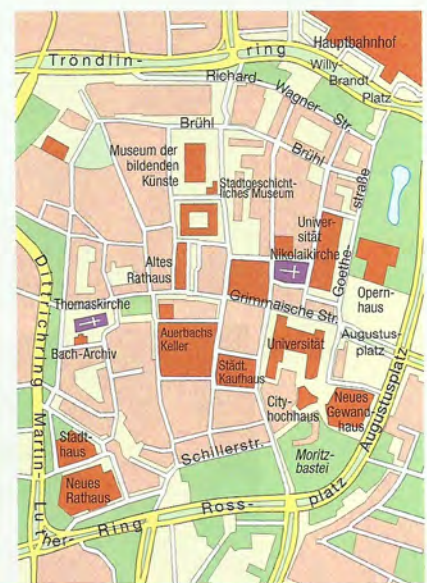 Hauptbahnhof
Tröndlin-
ring
Willy-
Brandt-
Platz
Richard-
Wagner-
Str.
Brühl
Brühl
Museum der
bildenden
Künste
Stadtgeschicht-
liches Museum
Goethe-
straße
Univer-
sität
Nikolaikirche
Altes
Rathaus
Opern-
haus
Dittrichring
Thomaskirche
Grimmaische Str.
Augustus-
platz
Bach-Archiv
Auerbachs
Keller
Universität
Städt.
Kaufhaus
City-
hochhaus
Neues
Gewand-
haus
Augustusplatz
Martin-
Luther-
Ring
Stadt-
haus
Schillerstr.
Moritz-
bastei
Neues
Rathaus
Ross-
platz